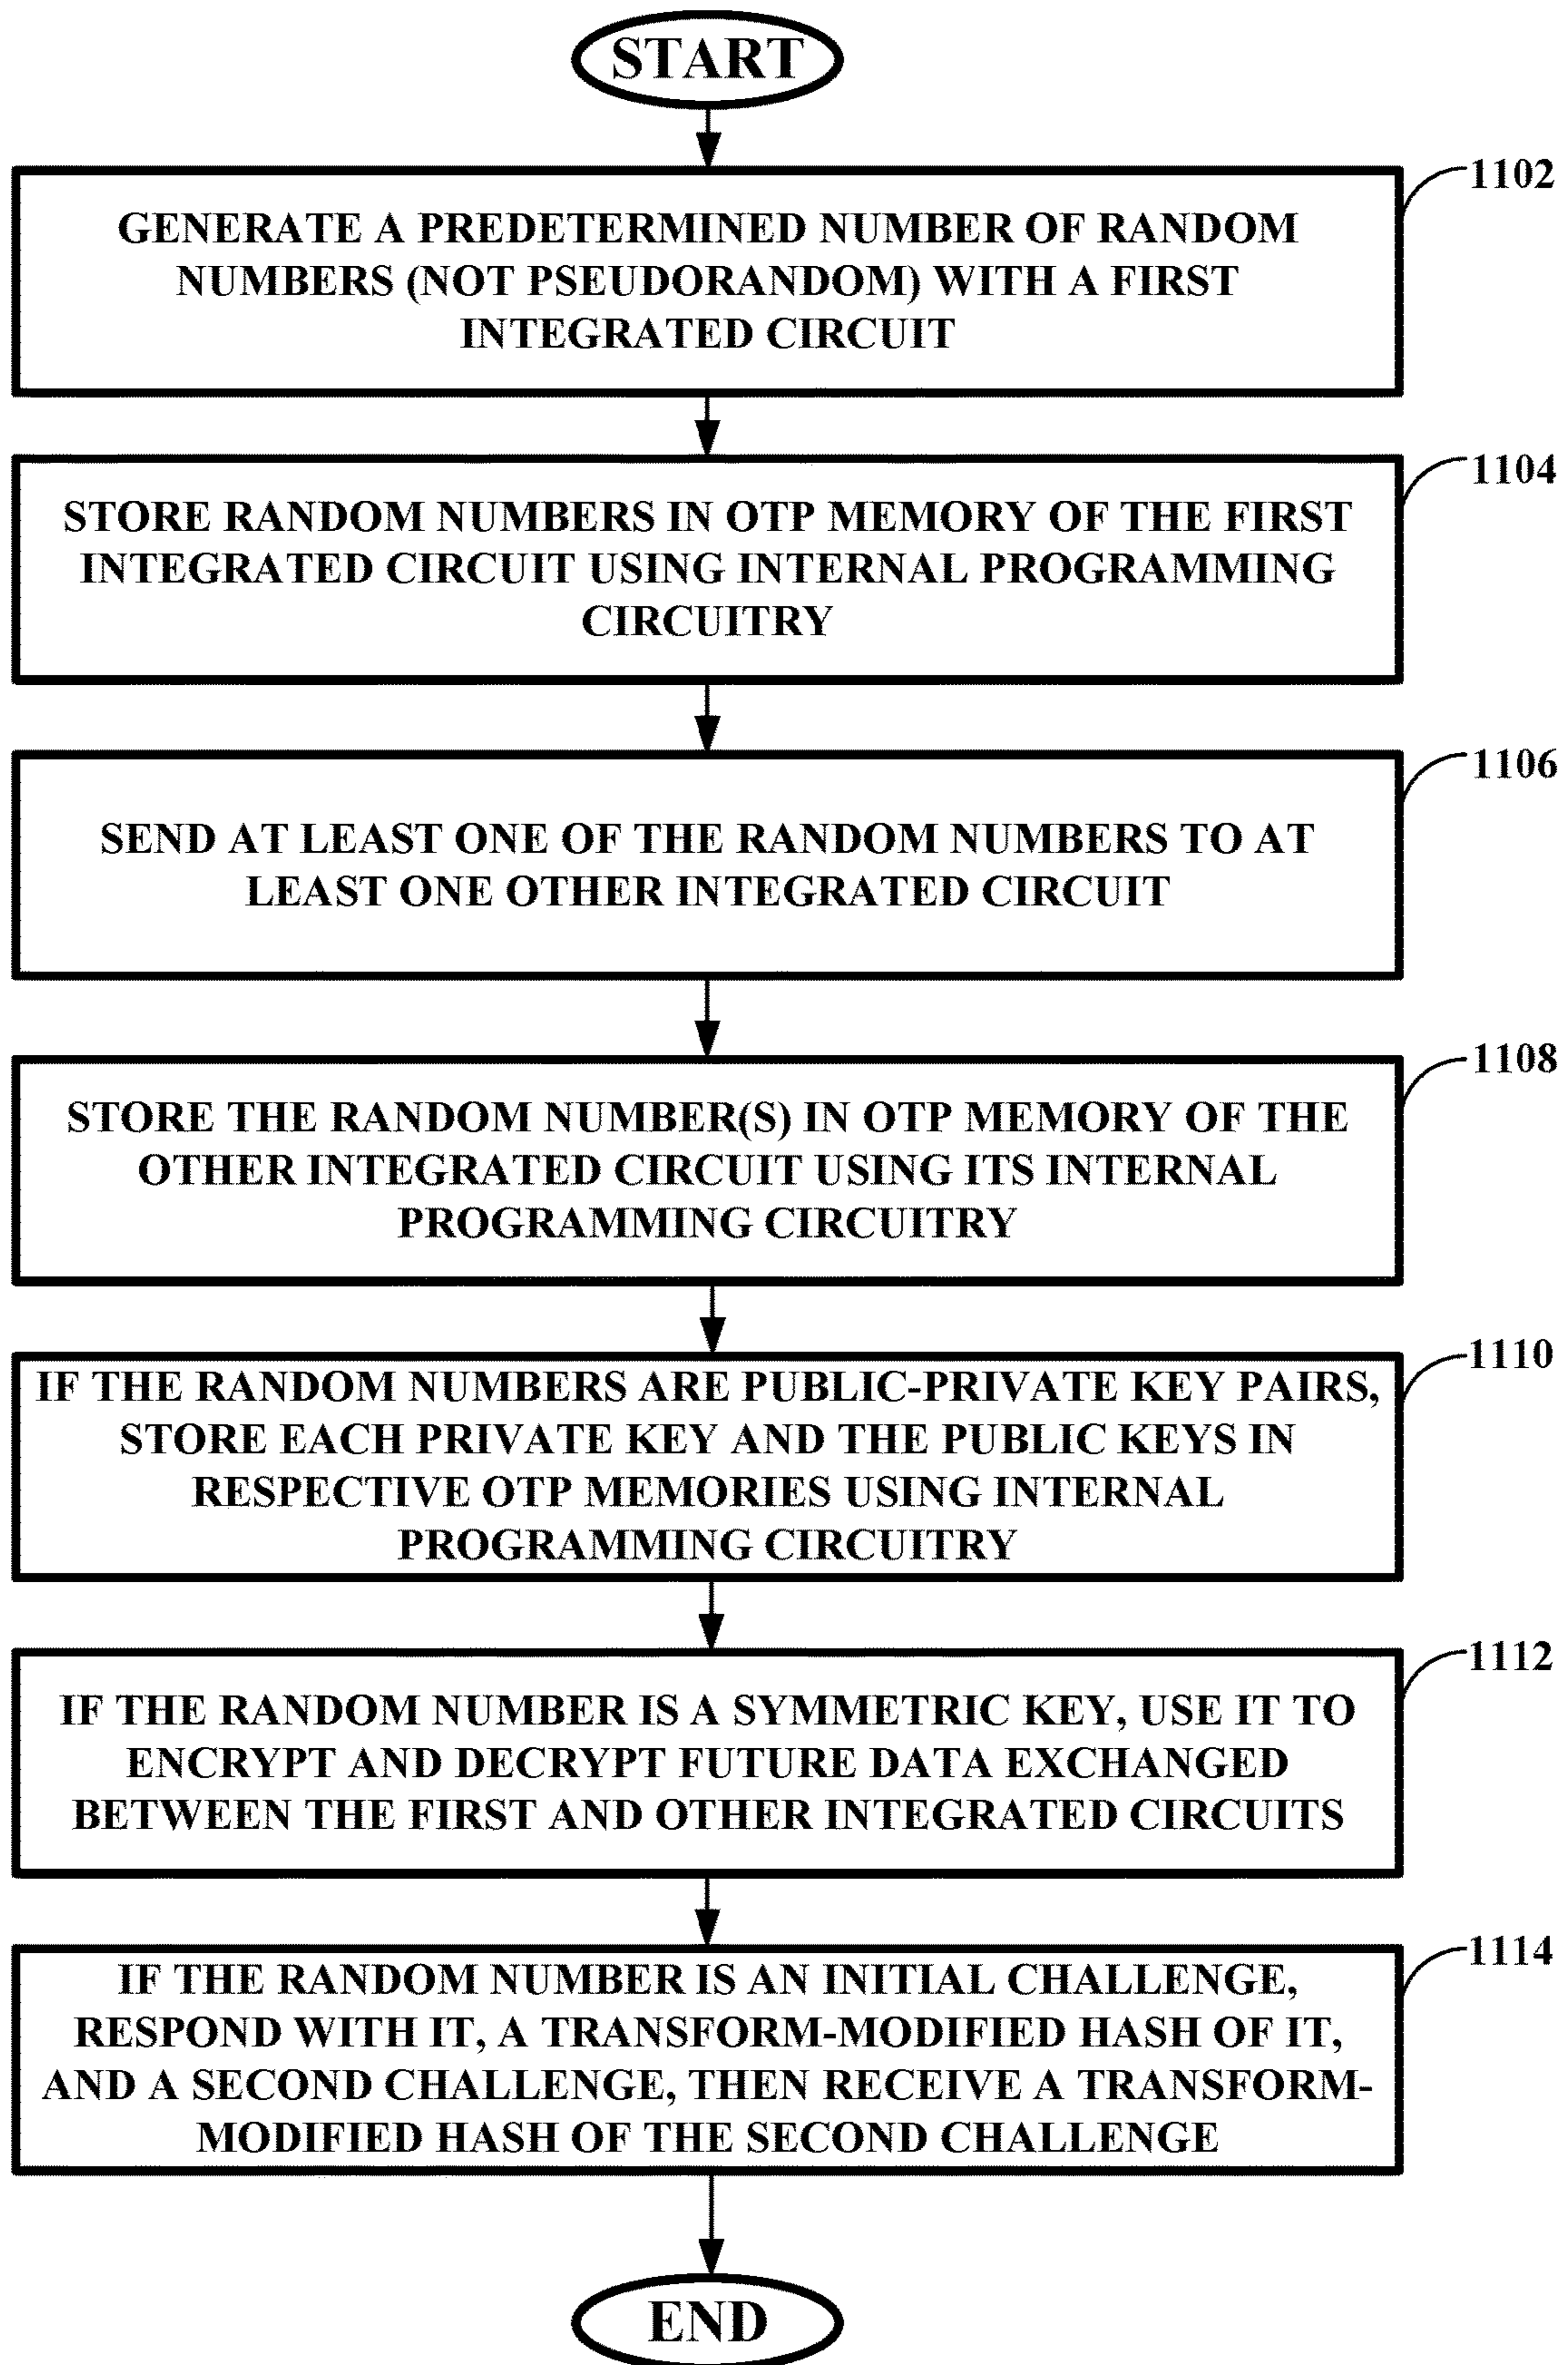 START
1102
GENERATE A PREDETERMINED NUMBER OF RANDOM
NUMBERS (NOT PSEUDORANDOM) WITH A FIRST
INTEGRATED CIRCUIT
1104
STORE RANDOM NUMBERS IN OTP MEMORY OF THE FIRST
INTEGRATED CIRCUIT USING INTERNAL PROGRAMMING
CIRCUITRY
1106
SEND AT LEAST ONE OF THE RANDOM NUMBERS TO AT
LEAST ONE OTHER INTEGRATED CIRCUIT
1108
STORE THE RANDOM NUMBER(S) IN OTP MEMORY OF THE
OTHER INTEGRATED CIRCUIT USING ITS INTERNAL
PROGRAMMING CIRCUITRY
1110
IF THE RANDOM NUMBERS ARE PUBLIC-PRIVATE KEY PAIRS,
STORE EACH PRIVATE KEY AND THE PUBLIC KEYS IN
RESPECTIVE OTP MEMORIES USING INTERNAL
PROGRAMMING CIRCUITRY
1112
IF THE RANDOM NUMBER IS A SYMMETRIC KEY, USE IT TO
ENCRYPT AND DECRYPT FUTURE DATA EXCHANGED
BETWEEN THE FIRST AND OTHER INTEGRATED CIRCUITS
1114
IF THE RANDOM NUMBER IS AN INITIAL CHALLENGE,
RESPOND WITH IT, A TRANSFORM-MODIFIED HASH OF IT,
AND A SECOND CHALLENGE, THEN RECEIVE A TRANSFORM-
MODIFIED HASH OF THE SECOND CHALLENGE
END